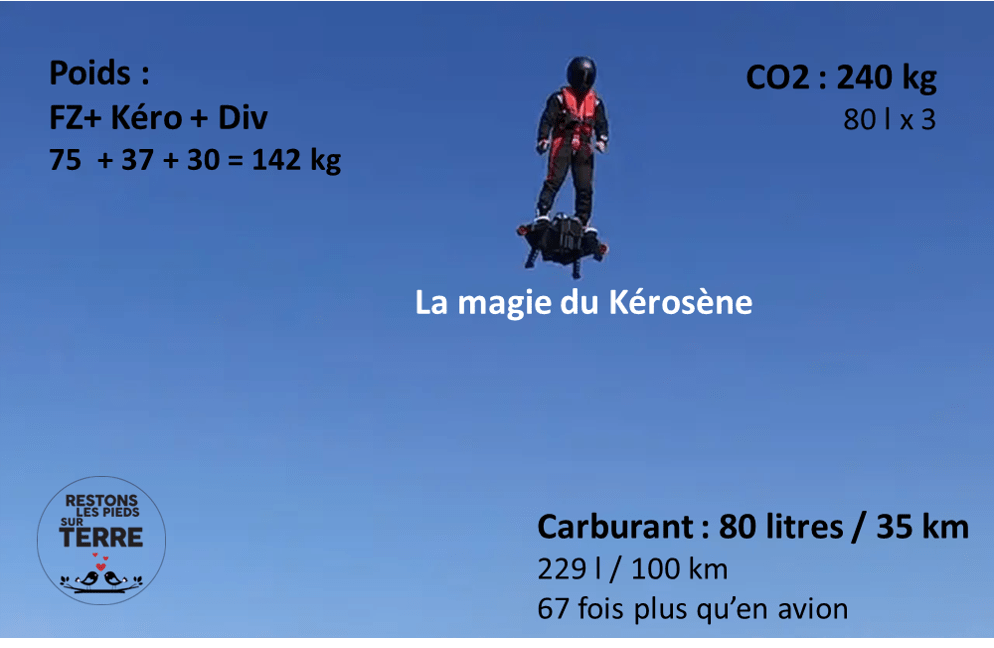 Poids :
FZ+ Kéro + Div
75 + 37 + 30 = 142 kg
CO2 : 240 kg
80 l x 3
La magie du Kérosène
RESTONS
LES PIEDS
SUR
TERRE
Carburant : 80 litres / 35 km
229 l / 100 km
67 fois plus qu'en avion